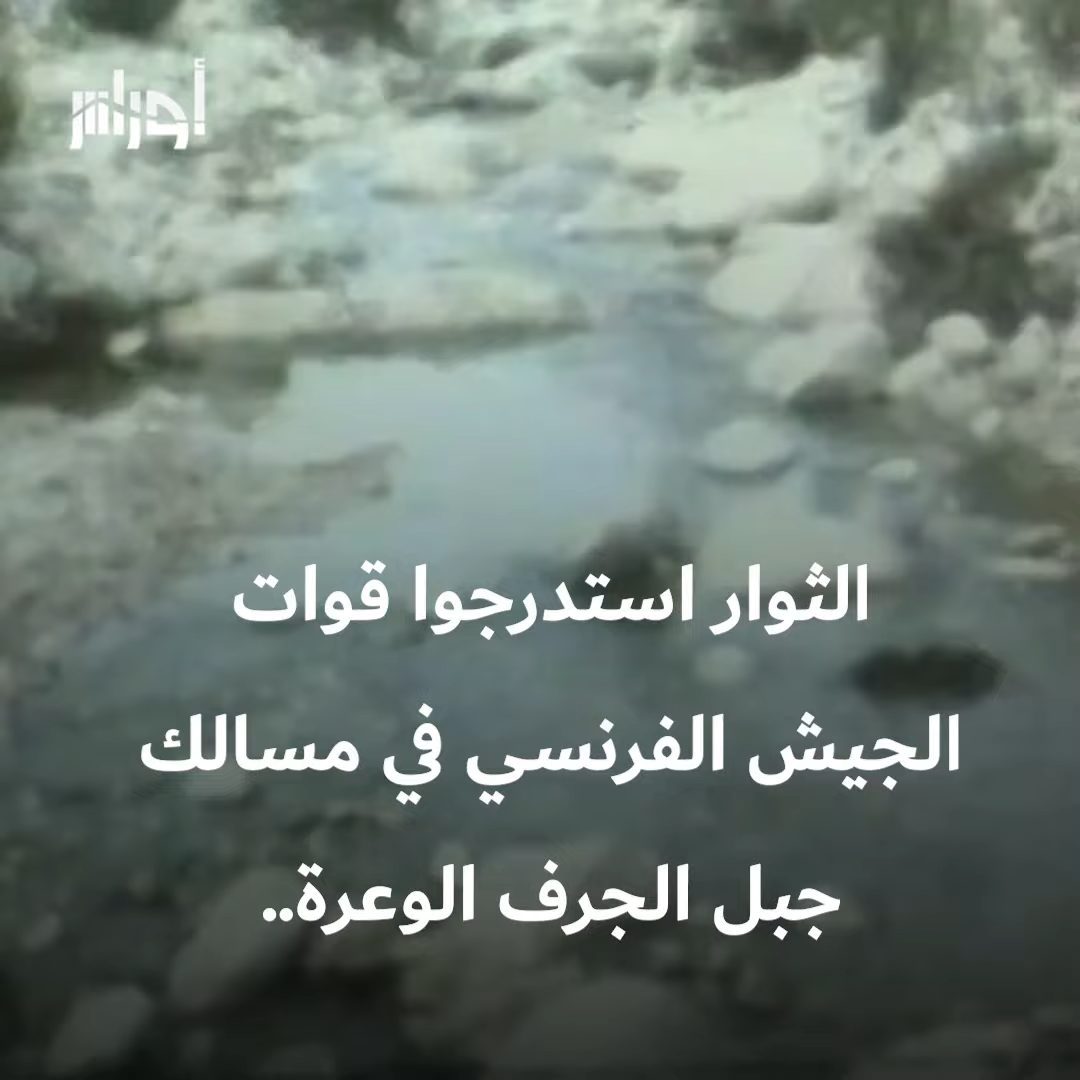 أوراس
الثوار استدرجوا قوات
الجيش الفرنسي في مسالك
جبل الجرف الوعرة..